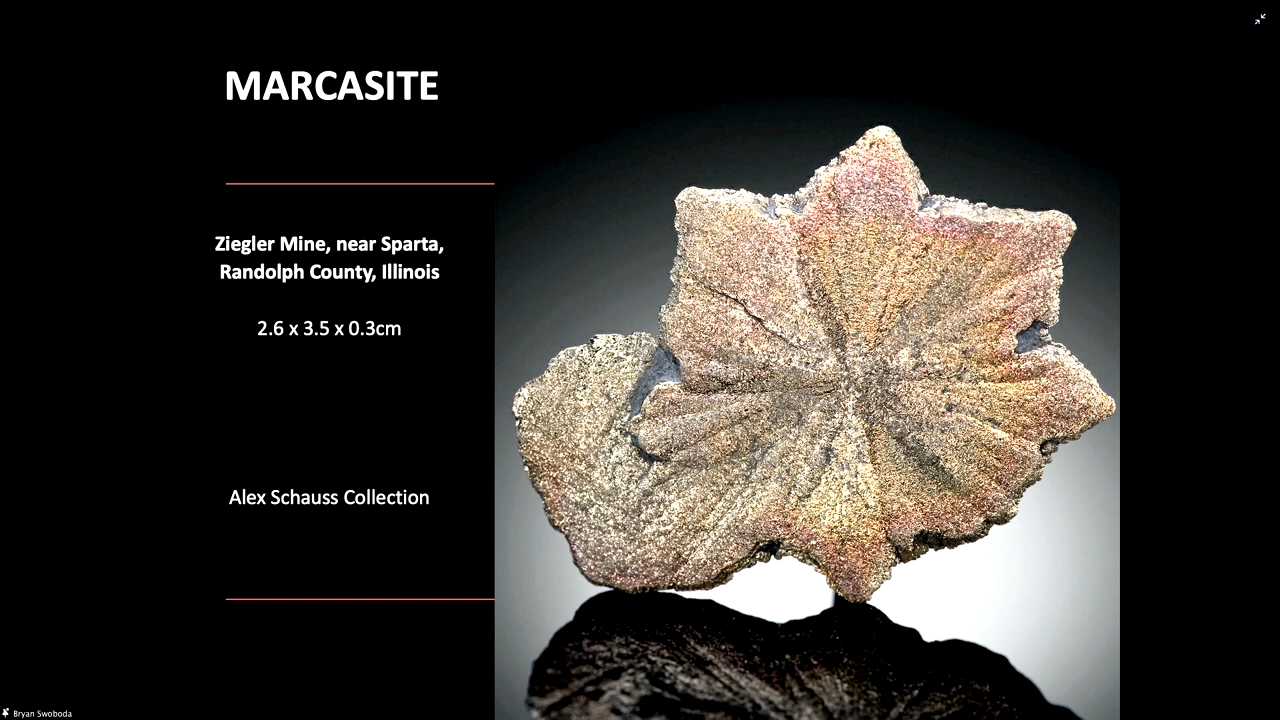 MARCASITE
Ziegler Mine, near Sparta,
Randolph County, Illinois
2.6 x 3.5 x 0.3cm
Alex Schauss Collection
Bryan Swoboda